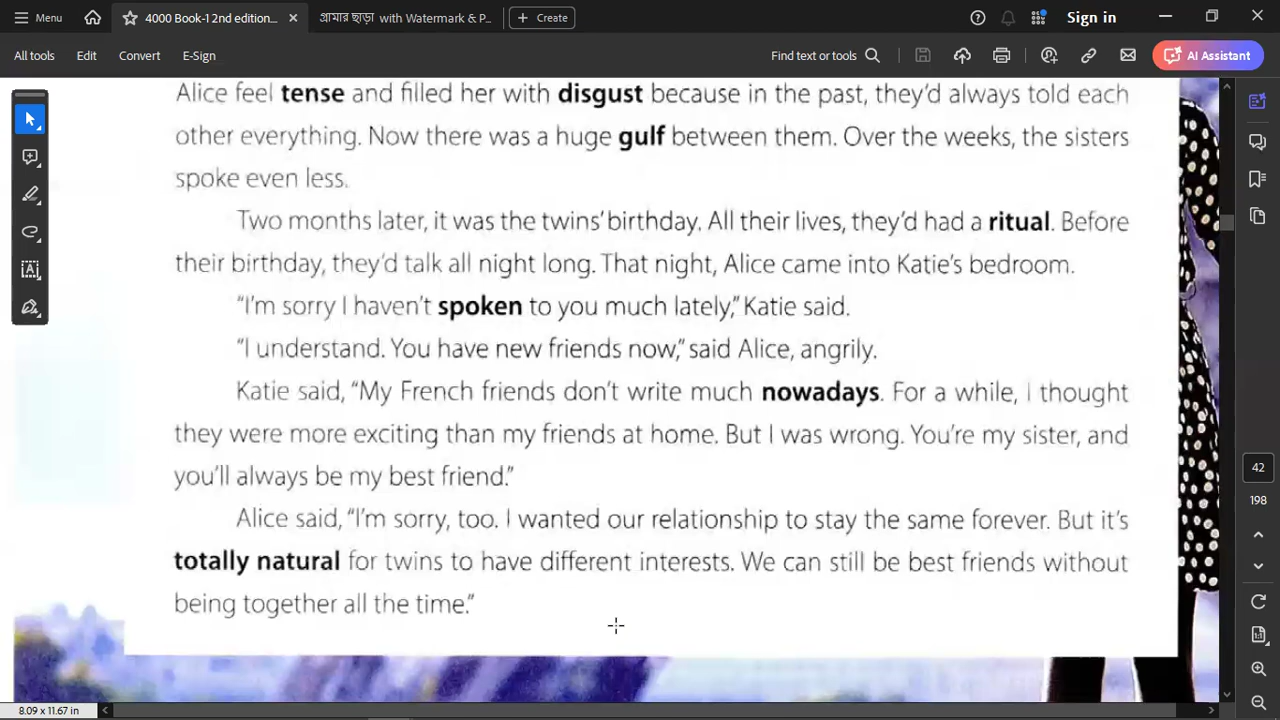 Menu
4000 Book-1 2nd edition...
গ্রামার ছাড়া with Watermark & P...
Create
Sign in
All tools
Edit
Convert
E-Sign
Find text or tools
AI Assistant
Alice feel tense and filled her with disgust because in the past, they’d always told each
other everything. Now there was a huge gulf between them. Over the weeks, the sisters
spoke even less.
Two months later, it was the twins’ birthday. All their lives, they’d had a ritual. Before
their birthday, they’d talk all night long. That night, Alice came into Katie’s bedroom.
“I’m sorry I haven’t spoken to you much lately,” Katie said.
“I understand. You have new friends now,” said Alice, angrily.
Katie said, “My French friends don’t write much nowadays. For a while, I thought
they were more exciting than my friends at home. But I was wrong. You’re my sister, and
you’ll always be my best friend.”
Alice said, “I’m sorry, too. I wanted our relationship to stay the same forever. But it’s
totally natural for twins to have different interests. We can still be best friends without
being together all the time.”
42
198
8.09 x 11.67 in